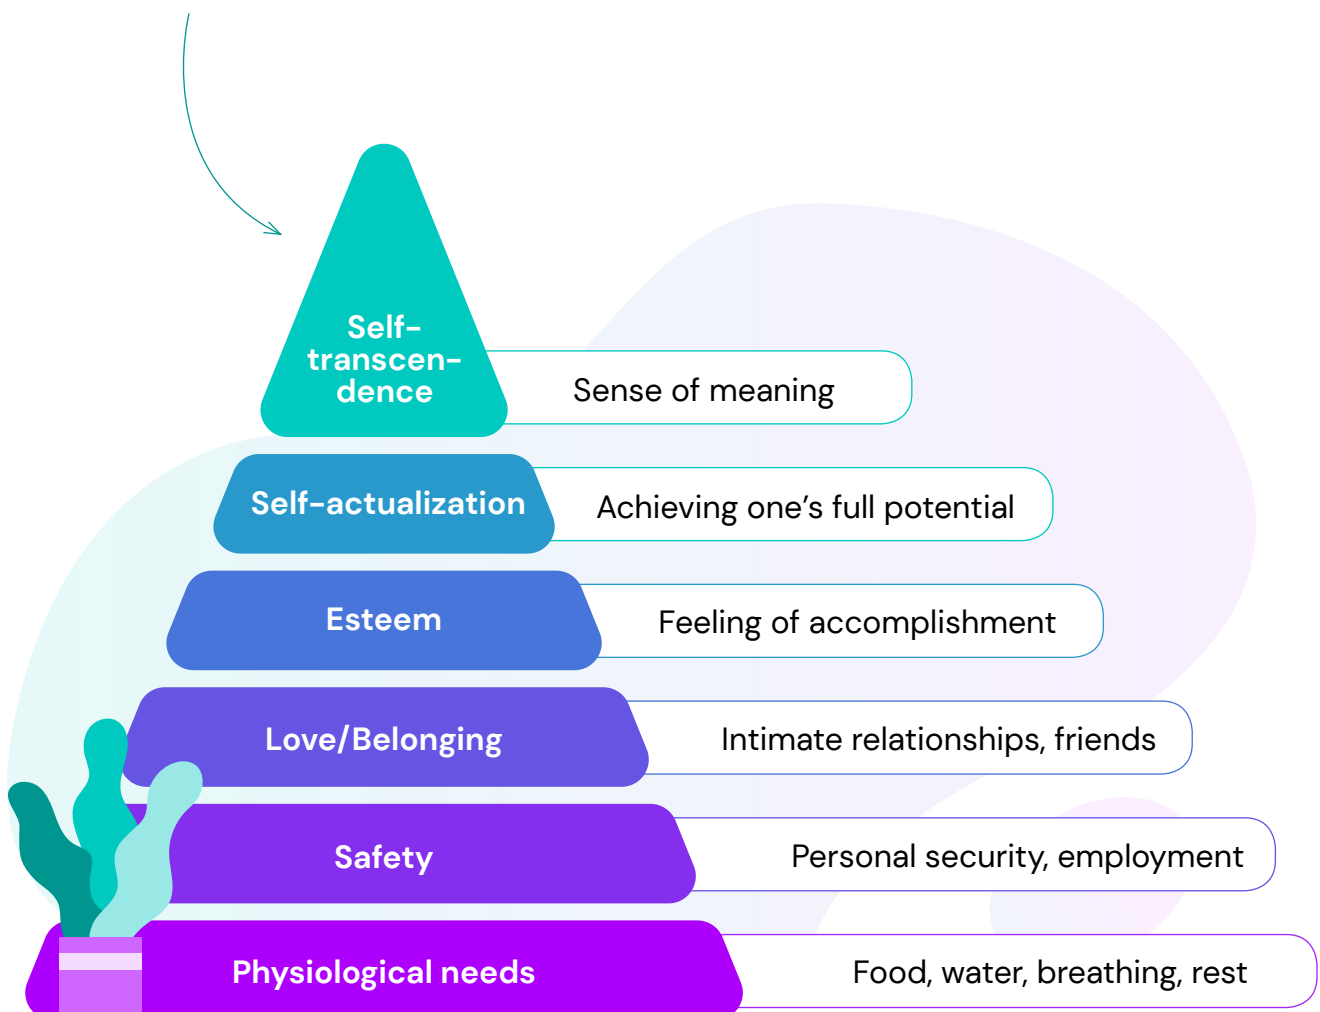 Self-
transcen-
dence
Sense of meaning
Self-actualization
Achieving one’s full potential
Esteem
Feeling of accomplishment
Love/Belonging
Intimate relationships, friends
Safety
Personal security, employment
Physiological needs
Food, water, breathing, rest